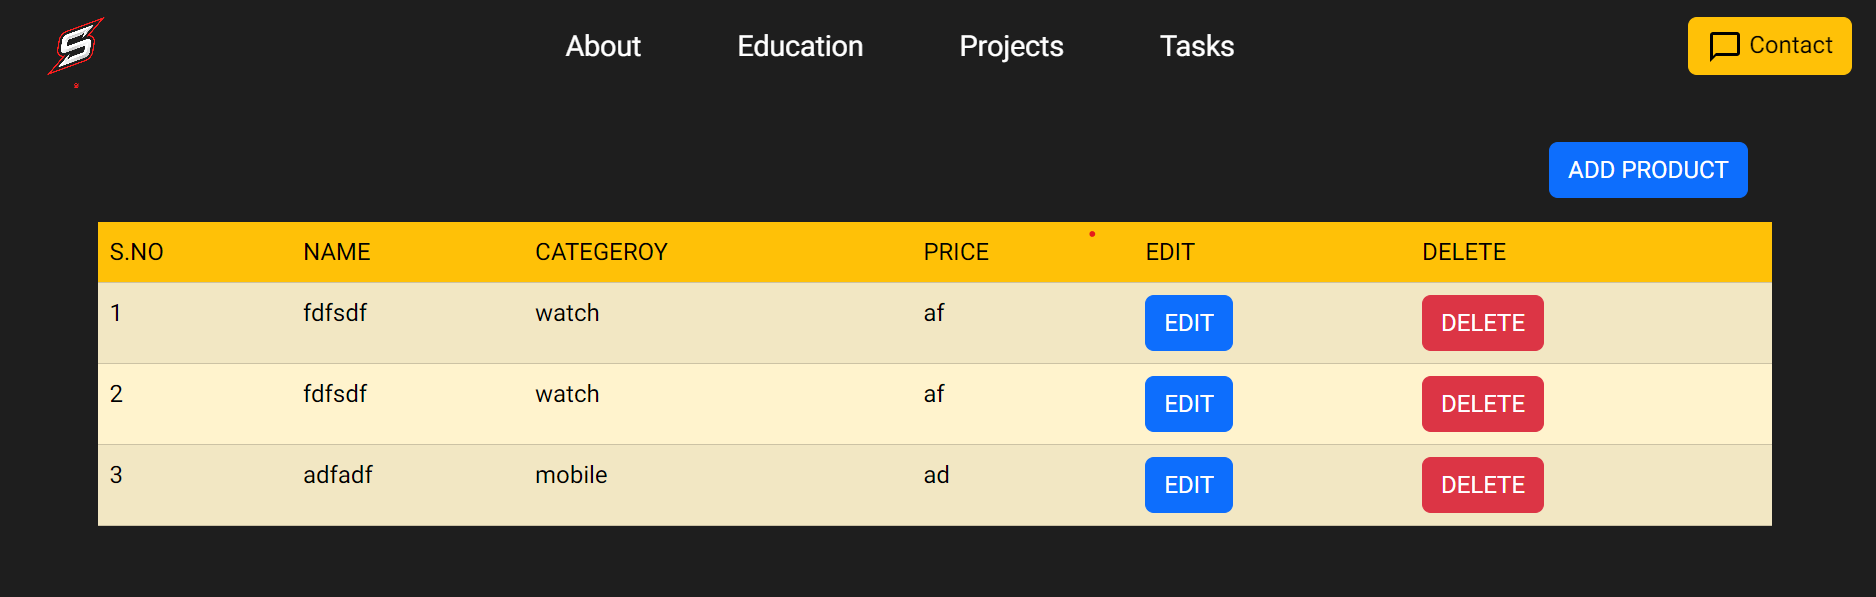 S
About Education Projects Tasks Contact
ADD PRODUCT
S.NO NAME CATEGEROY PRICE EDIT DELETE
1 fdfsdf watch af EDIT DELETE
2 fdfsdf watch af EDIT DELETE
3 adfadf mobile ad EDIT DELETE